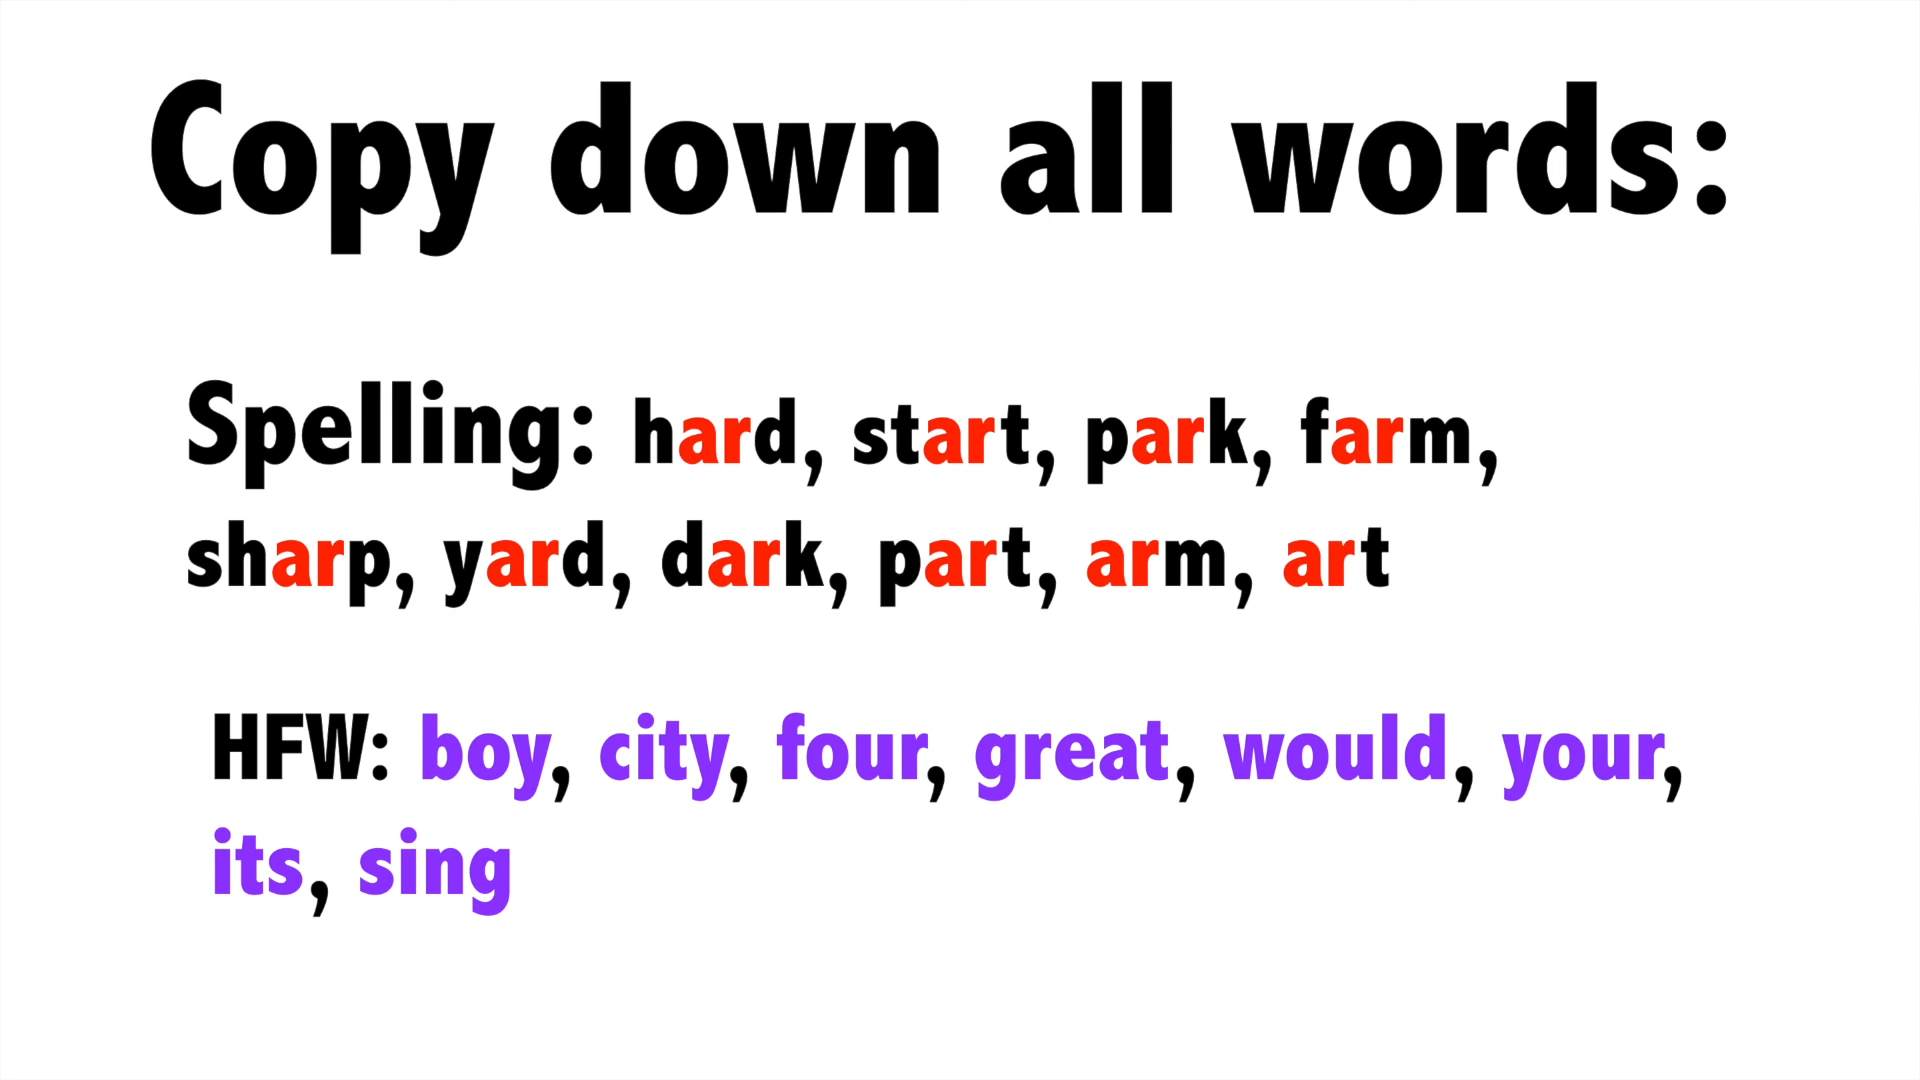 Copy down all words:
Spelling: hard, start, park, farm,
sharp, yard, dark, part, arm, art
HFW: boy, city, four, great, would, your,
its, sing